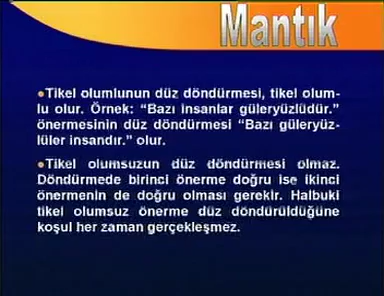 Mantık
●Tikel olumlunun düz döndürmesi, tikel olum-
lu olur. Örnek: “Bazı insanlar güleryüzlüdür.”
önermesinin düz döndürmesi “Bazı güleryüz-
lüler insandır.” olur.
●Tikel olumsuzun düz döndürmesi olmaz.
Döndürmede birinci önerme doğru ise ikinci
önermenin de doğru olması gerekir. Halbuki
tikel olumsuz önerme düz döndürüldüğüne
koşul her zaman gerçekleşmez.